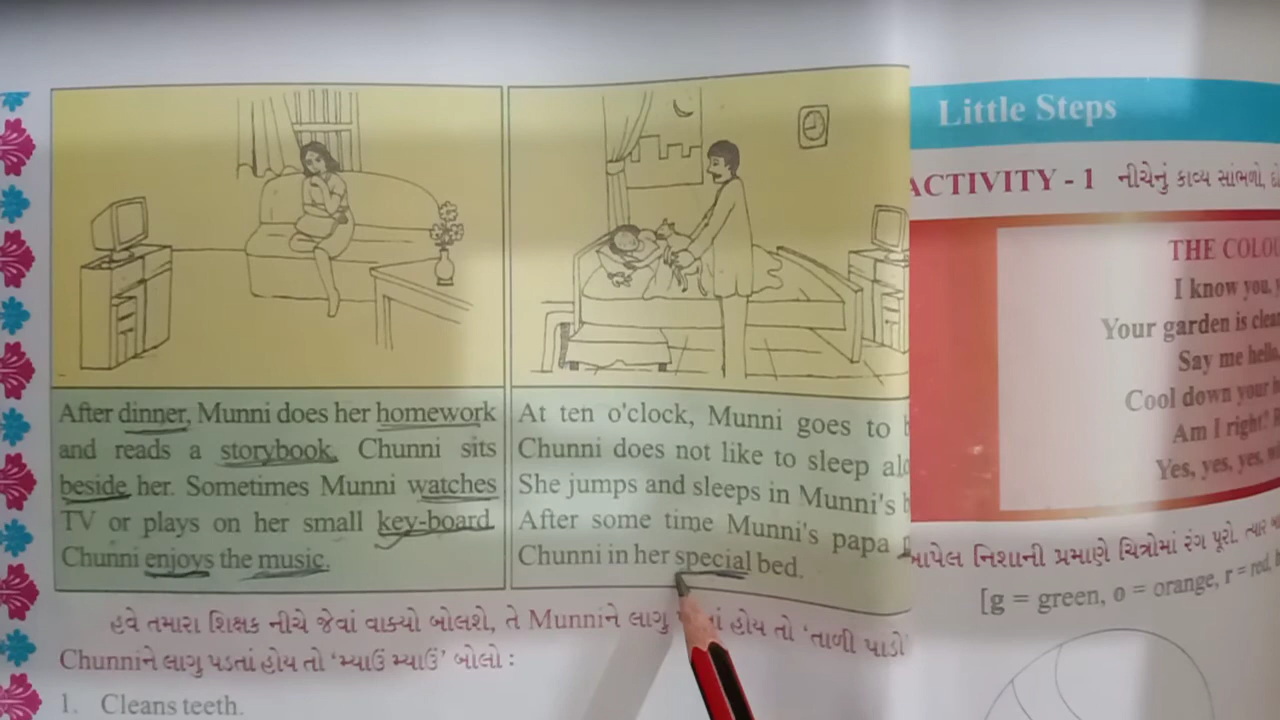 After dinner, Munni does her homework
and reads a storybook. Chunni sits
beside her. Sometimes Munni watches
TV or plays on her small key-board.
Chunni enjoys the music.
At ten o'clock, Munni goes to
Chunni does not like to sleep
She jumps and sleeps in Munni's
After some time Munni's papa
Chunni in her special bed.
હવે તમારા શિક્ષક નીચે જેવાં વાક્યો બોલશે, તે Munniને લાગુ હોય તો ‘તાળી પાડો’
Chunniને લાગુ પડતાં હોય તો ‘મ્યાઉં મ્યાઉં’ બોલો :
1. Cleans teeth.
Little Steps
ACTIVITY - 1 નીચેનું કાવ્ય સાંભળો,
THE
I know you,
Your garden is
Say me hello
Cool down your
Am I right?
Yes, yes, yes,
આપેલ નિશાની પ્રમાણે ચિત્રોમાં રંગ પૂરો.
[g = green, o = orange, r = red,